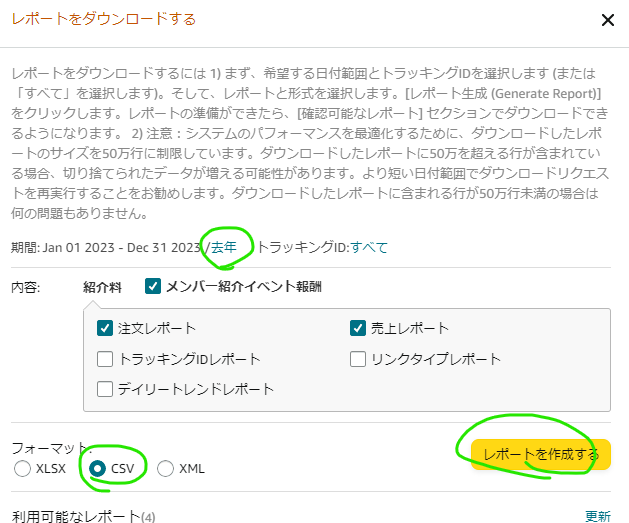 レポートをダウンロードする
レポートをダウンロードするには 1) まず、希望する日付範囲とトラッキングIDを選択します (または
「すべて」を選択します)。そして、レポートと形式を選択します。[レポート生成 (Generate Report)]
をクリックします。レポートの準備ができたら、[確認可能なレポート] セクションでダウンロードでき
るようになります。 2) 注意：システムのパフォーマンスを最適化するために、ダウンロードしたレポ
ートのサイズを50万行に制限しています。ダウンロードしたレポートに50万を超える行が含まれてい
る場合、切り捨てられたデータが増える可能性があります。より短い日付範囲でダウンロードリクエス
トを再実行することをお勧めします。ダウンロードしたレポートに含まれる行が50万行未満の場合は
何の問題もありません。
期間: Jan 01 2023 - Dec 31 2023 /去年 トラッキングID:すべて
内容: 紹介料 メンバー紹介イベント報酬
注文レポート 売上レポート
トラッキングIDレポート リンクタイプレポート
デイリートレンドレポート
フォーマット:
XLSX CSV XML レポートを作成する
利用可能なレポート(4) 更新